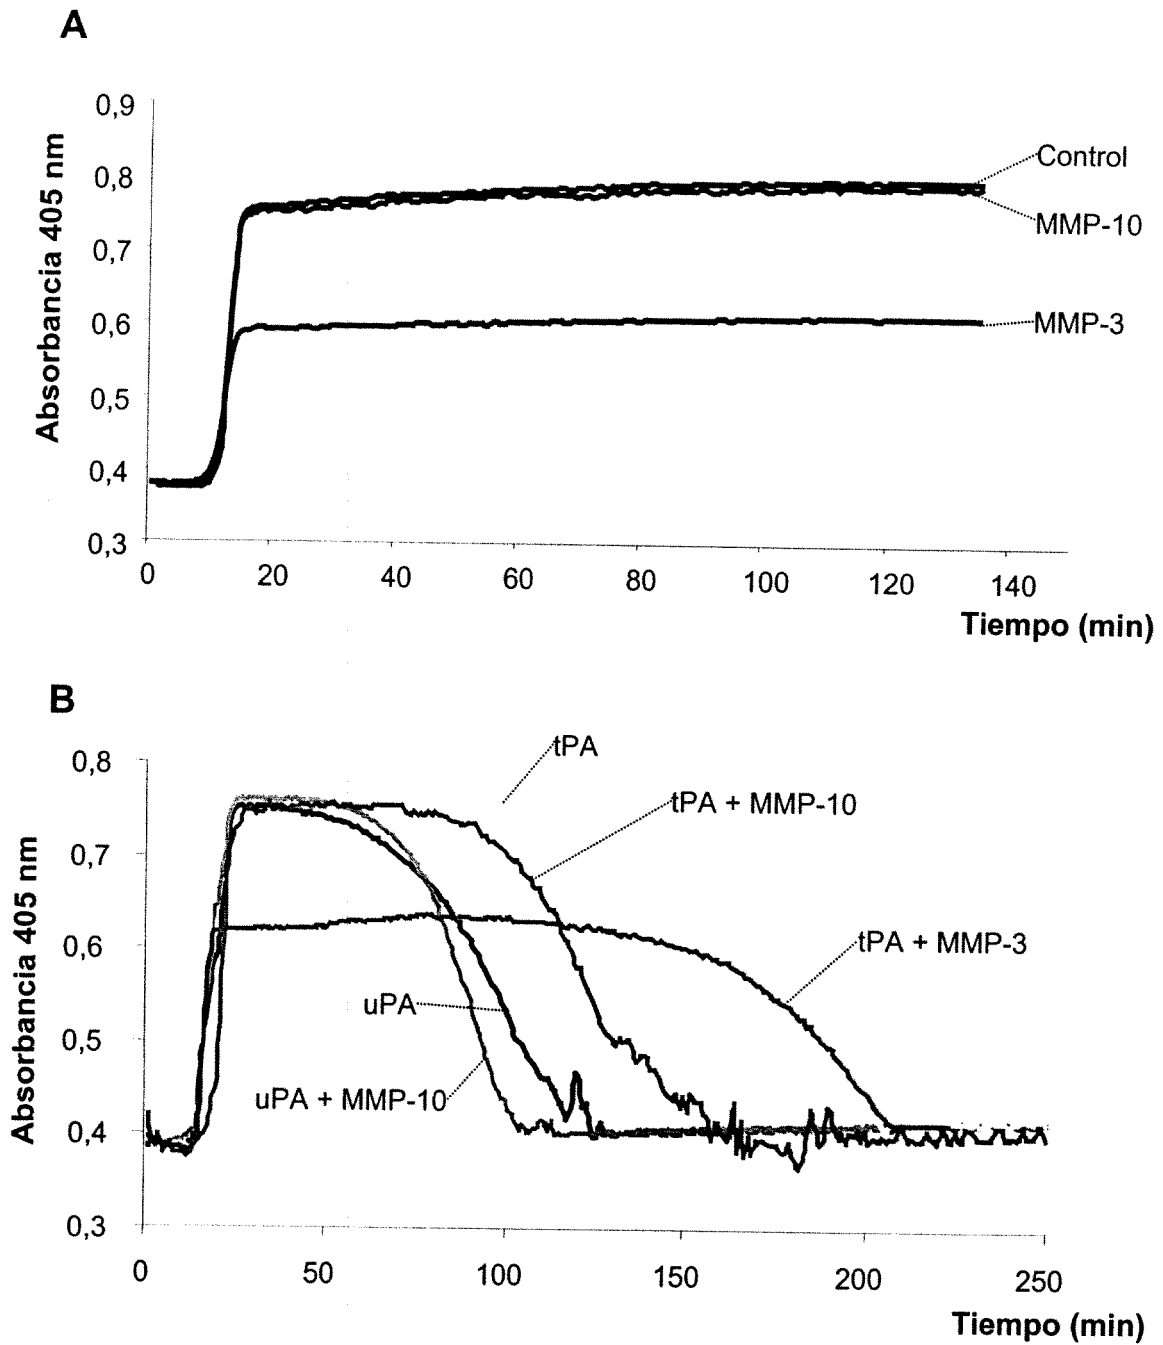 A
Absorbancia 405 nm
0,9
0,8
0,7
0,6
0,5
0,4
0,3
Control
MMP-10
MMP-3
0 20 40 60 80 100 120 140
Tiempo (min)
B
Absorbancia 405 nm
0,8
0,7
0,6
0,5
0,4
0,3
tPA
tPA + MMP-10
tPA + MMP-3
uPA
uPA + MMP-10
0 50 100 150 200 250
Tiempo (min)